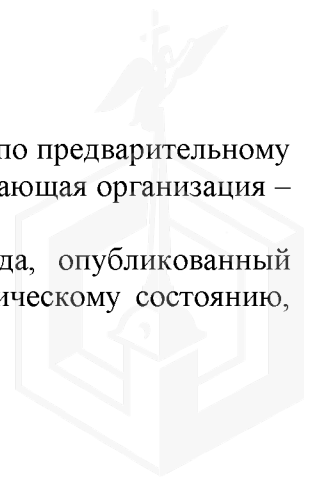 по предварительному
ающая организация –
да, опубликованный
ическому состоянию,